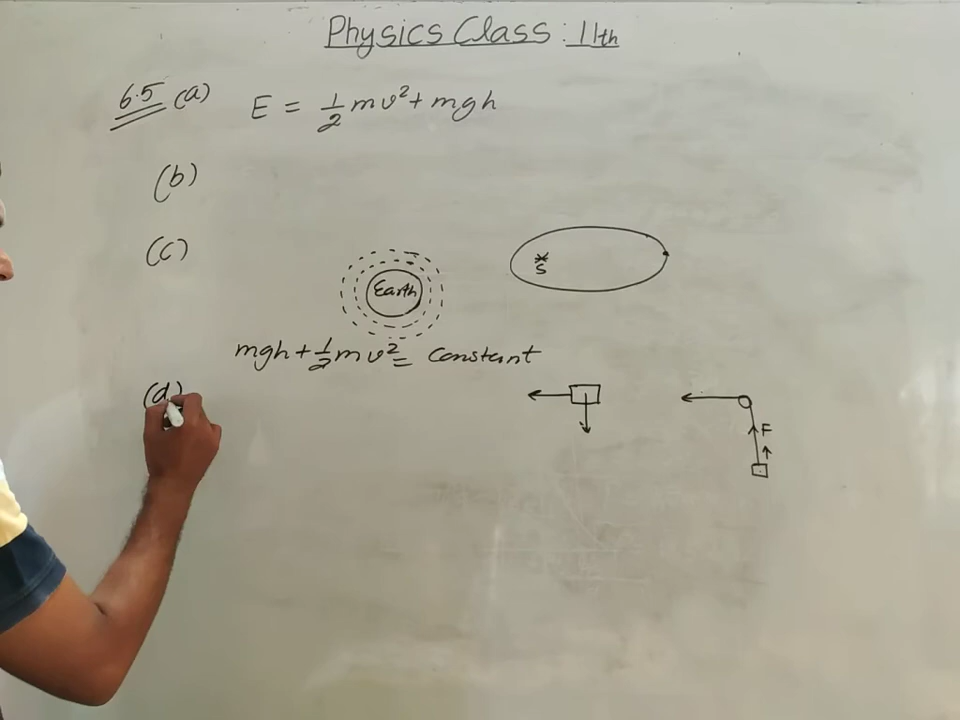 Physics Class : 11th
6.5 (a) E = 1/2 mv² + mgh
(b)
(c)
S
Earth
mgh + 1/2 mv² = constant
(d)
F